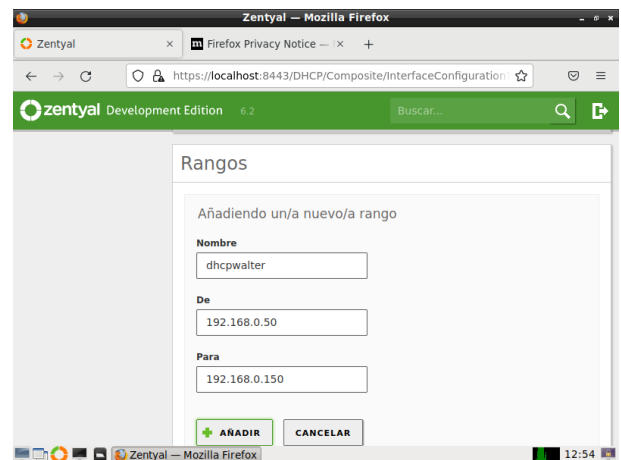 Zentyal — Mozilla Firefox
Zentyal
Firefox Privacy Notice —
https://localhost:8443/DHCP/Composite/InterfaceConfiguration
zentyal Development Edition 6.2 Buscar...
Rangos
Añadiendo un/a nuevo/a rango
Nombre
dhcpwalter
De
192.168.0.50
Para
192.168.0.150
AÑADIR CANCELAR
Zentyal — Mozilla Firefox 12:54